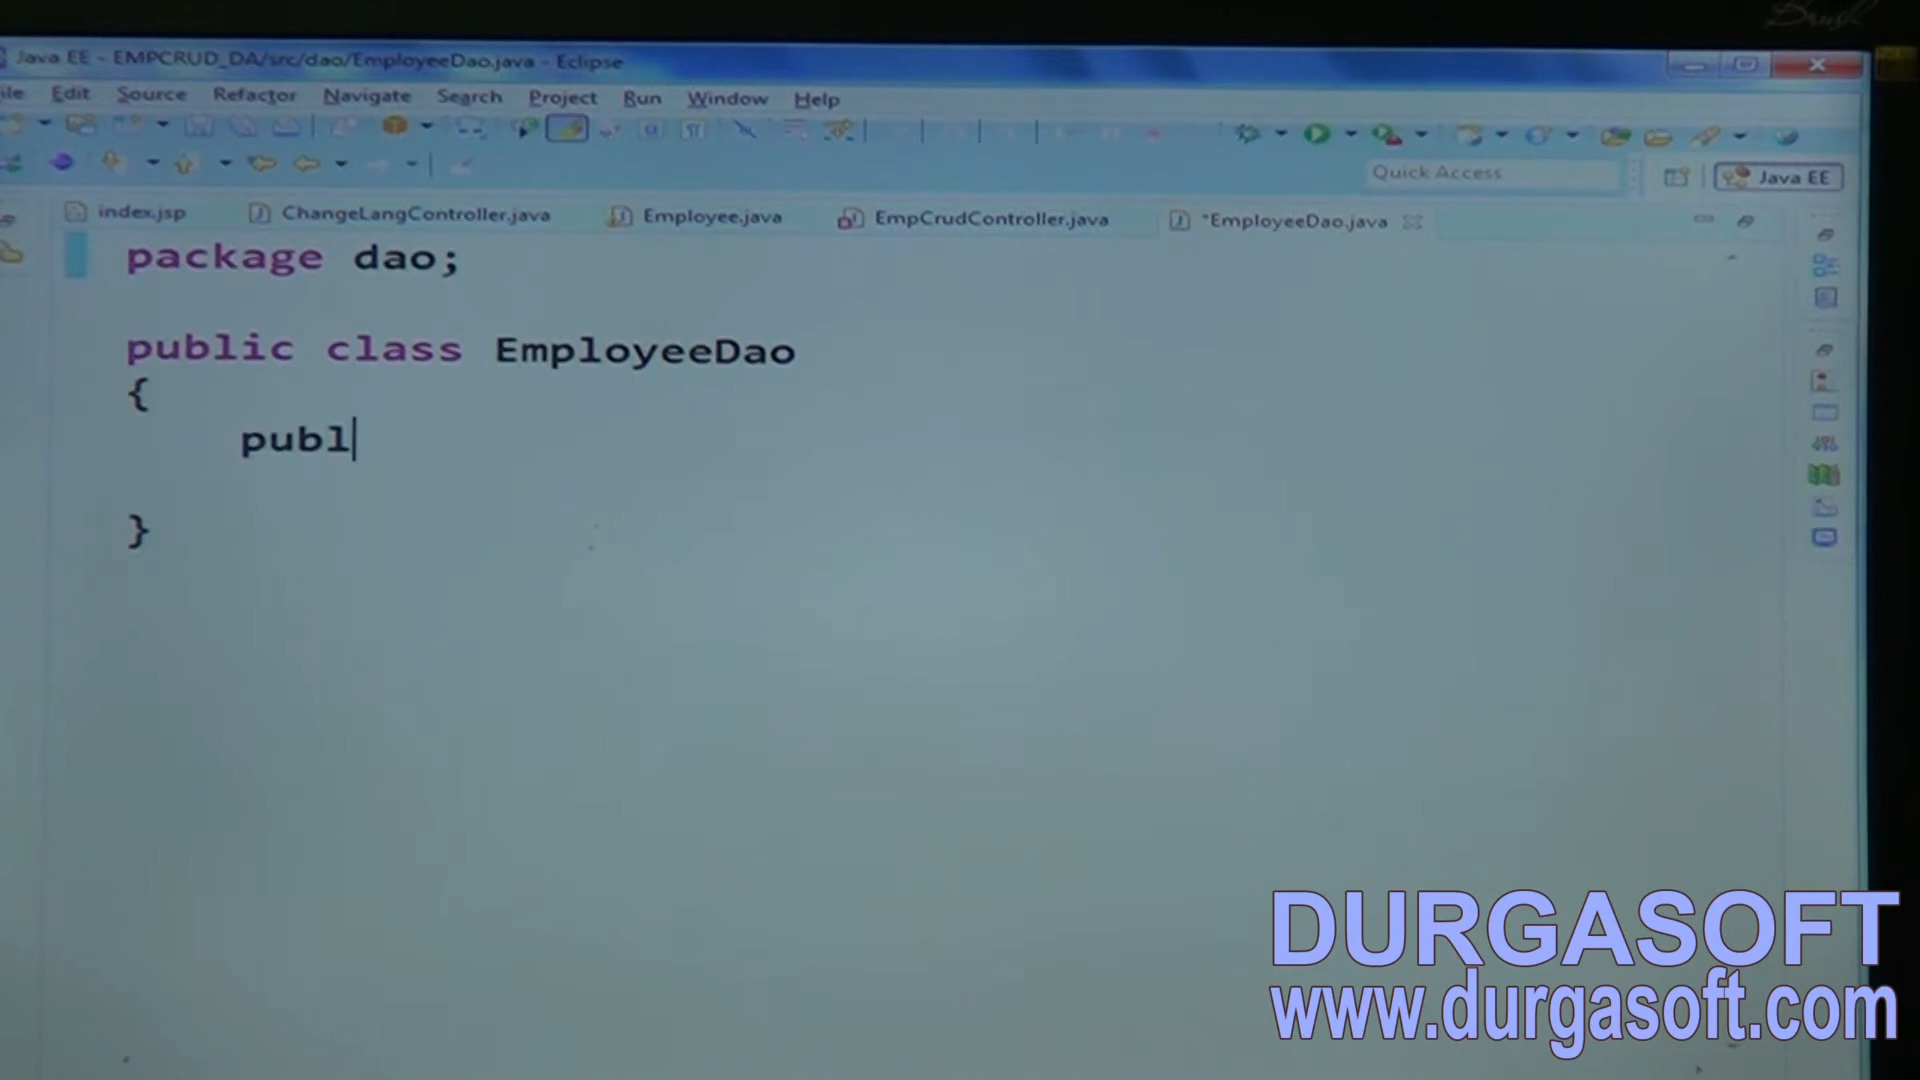 Java EE - EMPCRUD_DA/src/dao/EmployeeDao.java - Eclipse
ile Edit Source Refactor Navigate Search Project Run Window Help
Quick Access
Java EE
index.jsp ChangeLangController.java Employee.java EmpCrudController.java *EmployeeDao.java
package dao;
public class EmployeeDao
{
publ
}
DURGASOFT
www.durgasoft.com